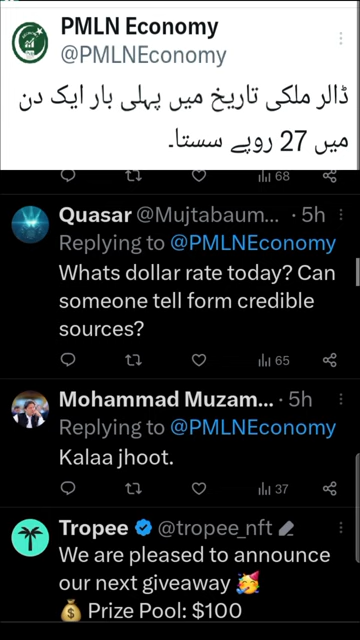 PMLN Economy
@PMLNEconomy
ڈالر ملکی تاریخ میں پہلی بار ایک دن
میں 27 روپے سستا۔
68
Quasar @Mujtabaum... · 5h
Replying to @PMLNEconomy
Whats dollar rate today? Can
someone tell form credible
sources?
65
Mohammad Muzam... · 5h
Replying to @PMLNEconomy
Kalaa jhoot.
37
Tropee @tropee_nft
We are pleased to announce
our next giveaway 🥳
💰 Prize Pool: $100